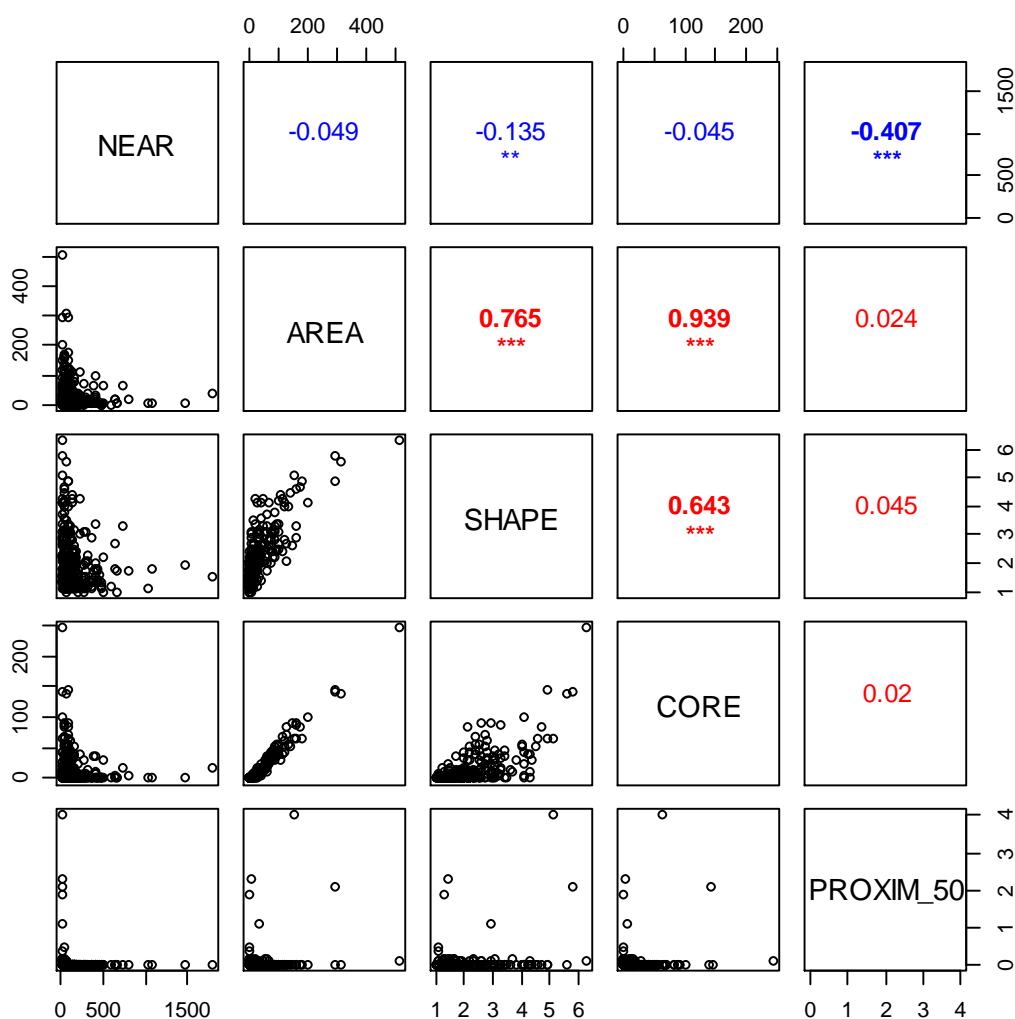 0 200 400 0 100 200
NEAR -0.049 -0.135 -0.045 -0.407
** ***
0 500 1500
0 200 400
AREA 0.765 0.939 0.024
*** ***
SHAPE 0.643 0.045
***
1 2 3 4 5 6
0 100 200
CORE 0.02
PROXIM_50
0 1 2 3 4
0 500 1500 1 2 3 4 5 6 0 1 2 3 4